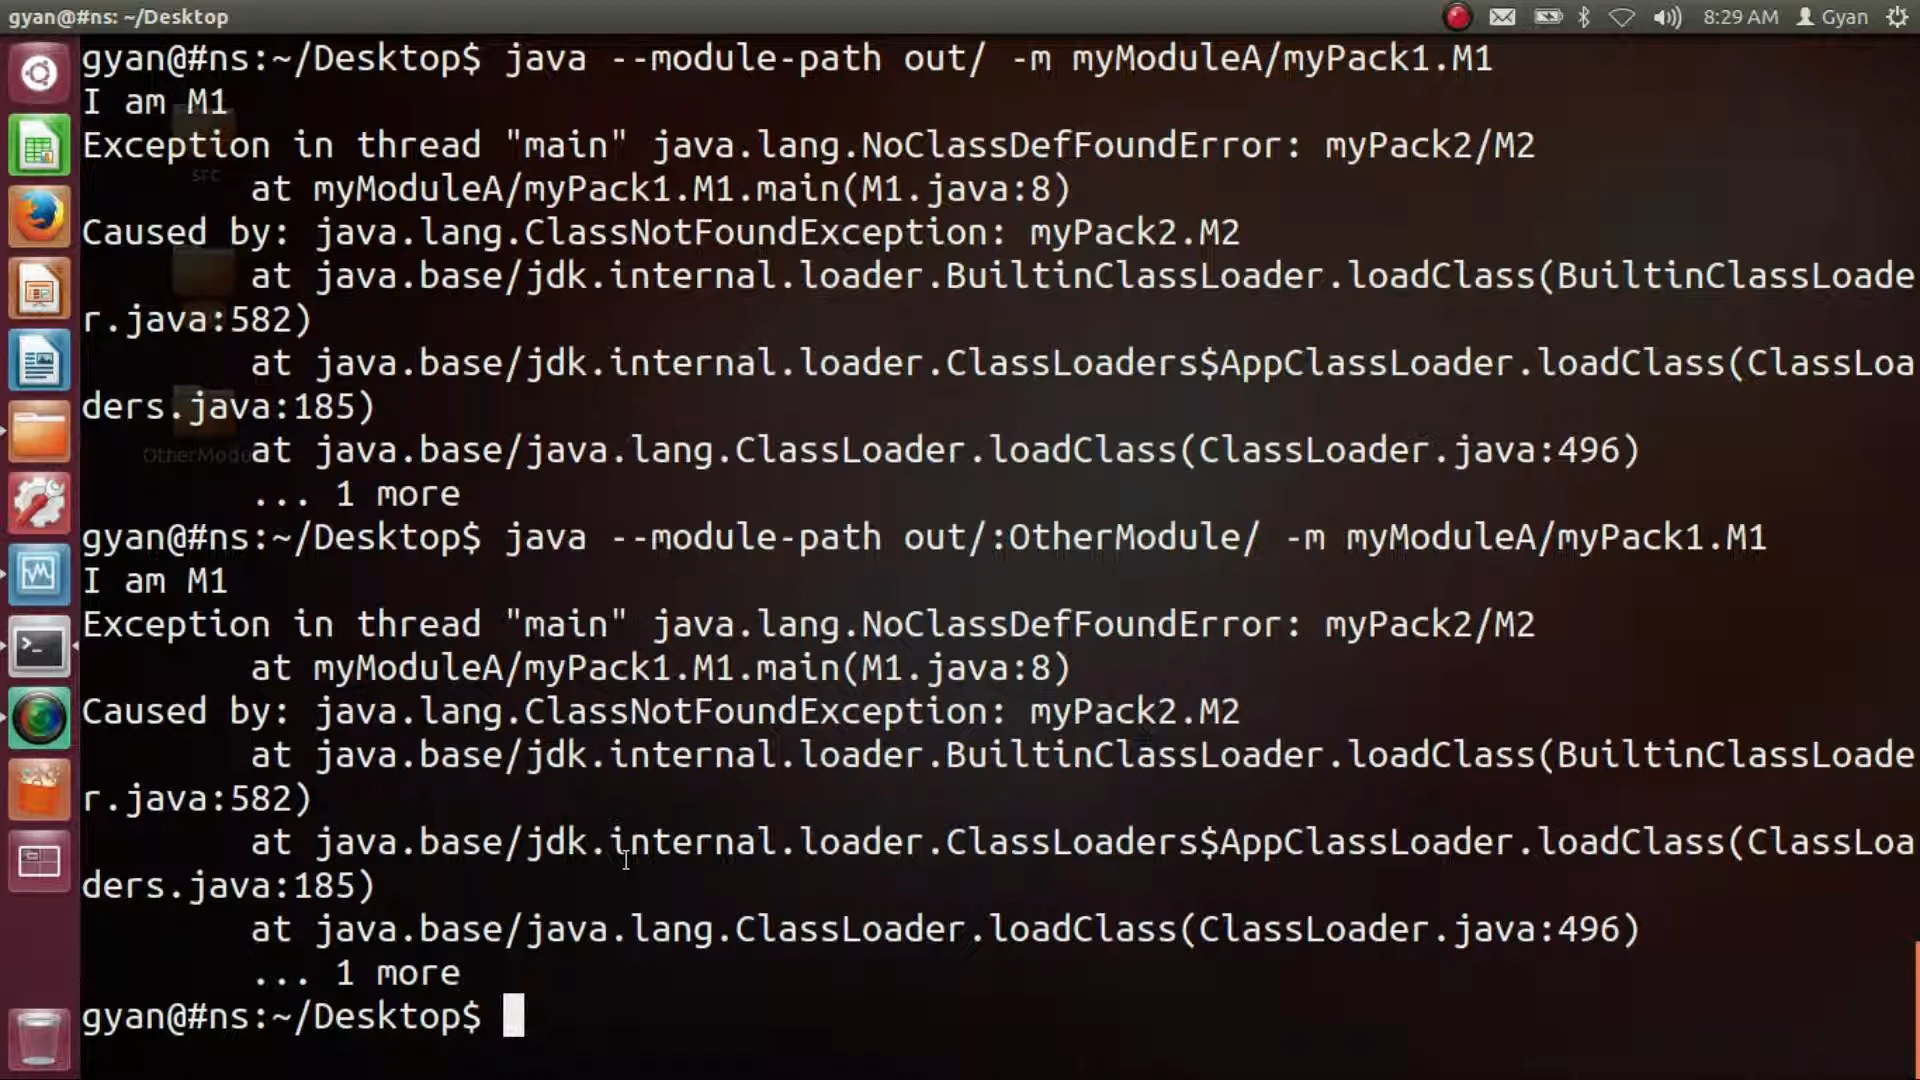 gyan@#ns: ~/Desktop
8:29 AM
Gyan
gyan@#ns:~/Desktop$ java --module-path out/ -m myModuleA/myPack1.M1
I am M1
Exception in thread "main" java.lang.NoClassDefFoundError: myPack2/M2
SFC
at myModuleA/myPack1.M1.main(M1.java:8)
Caused by: java.lang.ClassNotFoundException: myPack2.M2
at java.base/jdk.internal.loader.BuiltinClassLoader.loadClass(BuiltinClassLoade
r.java:582)
at java.base/jdk.internal.loader.ClassLoaders$AppClassLoader.loadClass(ClassLoa
ders.java:185)
at java.base/java.lang.ClassLoader.loadClass(ClassLoader.java:496)
... 1 more
gyan@#ns:~/Desktop$ java --module-path out/:OtherModule/ -m myModuleA/myPack1.M1
I am M1
Exception in thread "main" java.lang.NoClassDefFoundError: myPack2/M2
at myModuleA/myPack1.M1.main(M1.java:8)
Caused by: java.lang.ClassNotFoundException: myPack2.M2
at java.base/jdk.internal.loader.BuiltinClassLoader.loadClass(BuiltinClassLoade
r.java:582)
at java.base/jdk.internal.loader.ClassLoaders$AppClassLoader.loadClass(ClassLoa
ders.java:185)
at java.base/java.lang.ClassLoader.loadClass(ClassLoader.java:496)
... 1 more
gyan@#ns:~/Desktop$